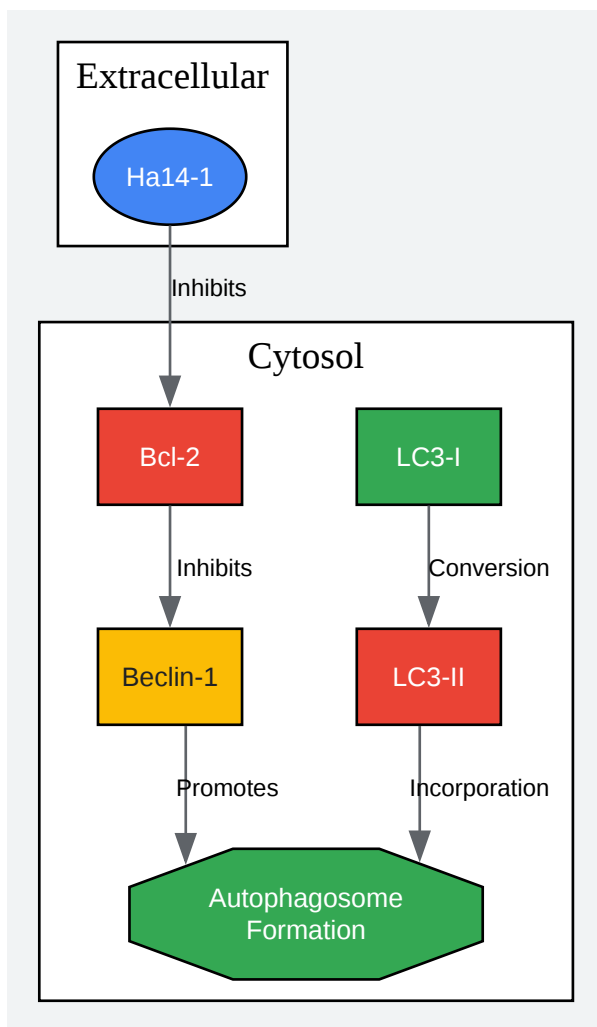 Extracellular
Ha14-1
Inhibits
Cytosol
Bcl-2
LC3-I
Inhibits
Conversion
Beclin-1
LC3-II
Promotes
Incorporation
Autophagosome
Formation